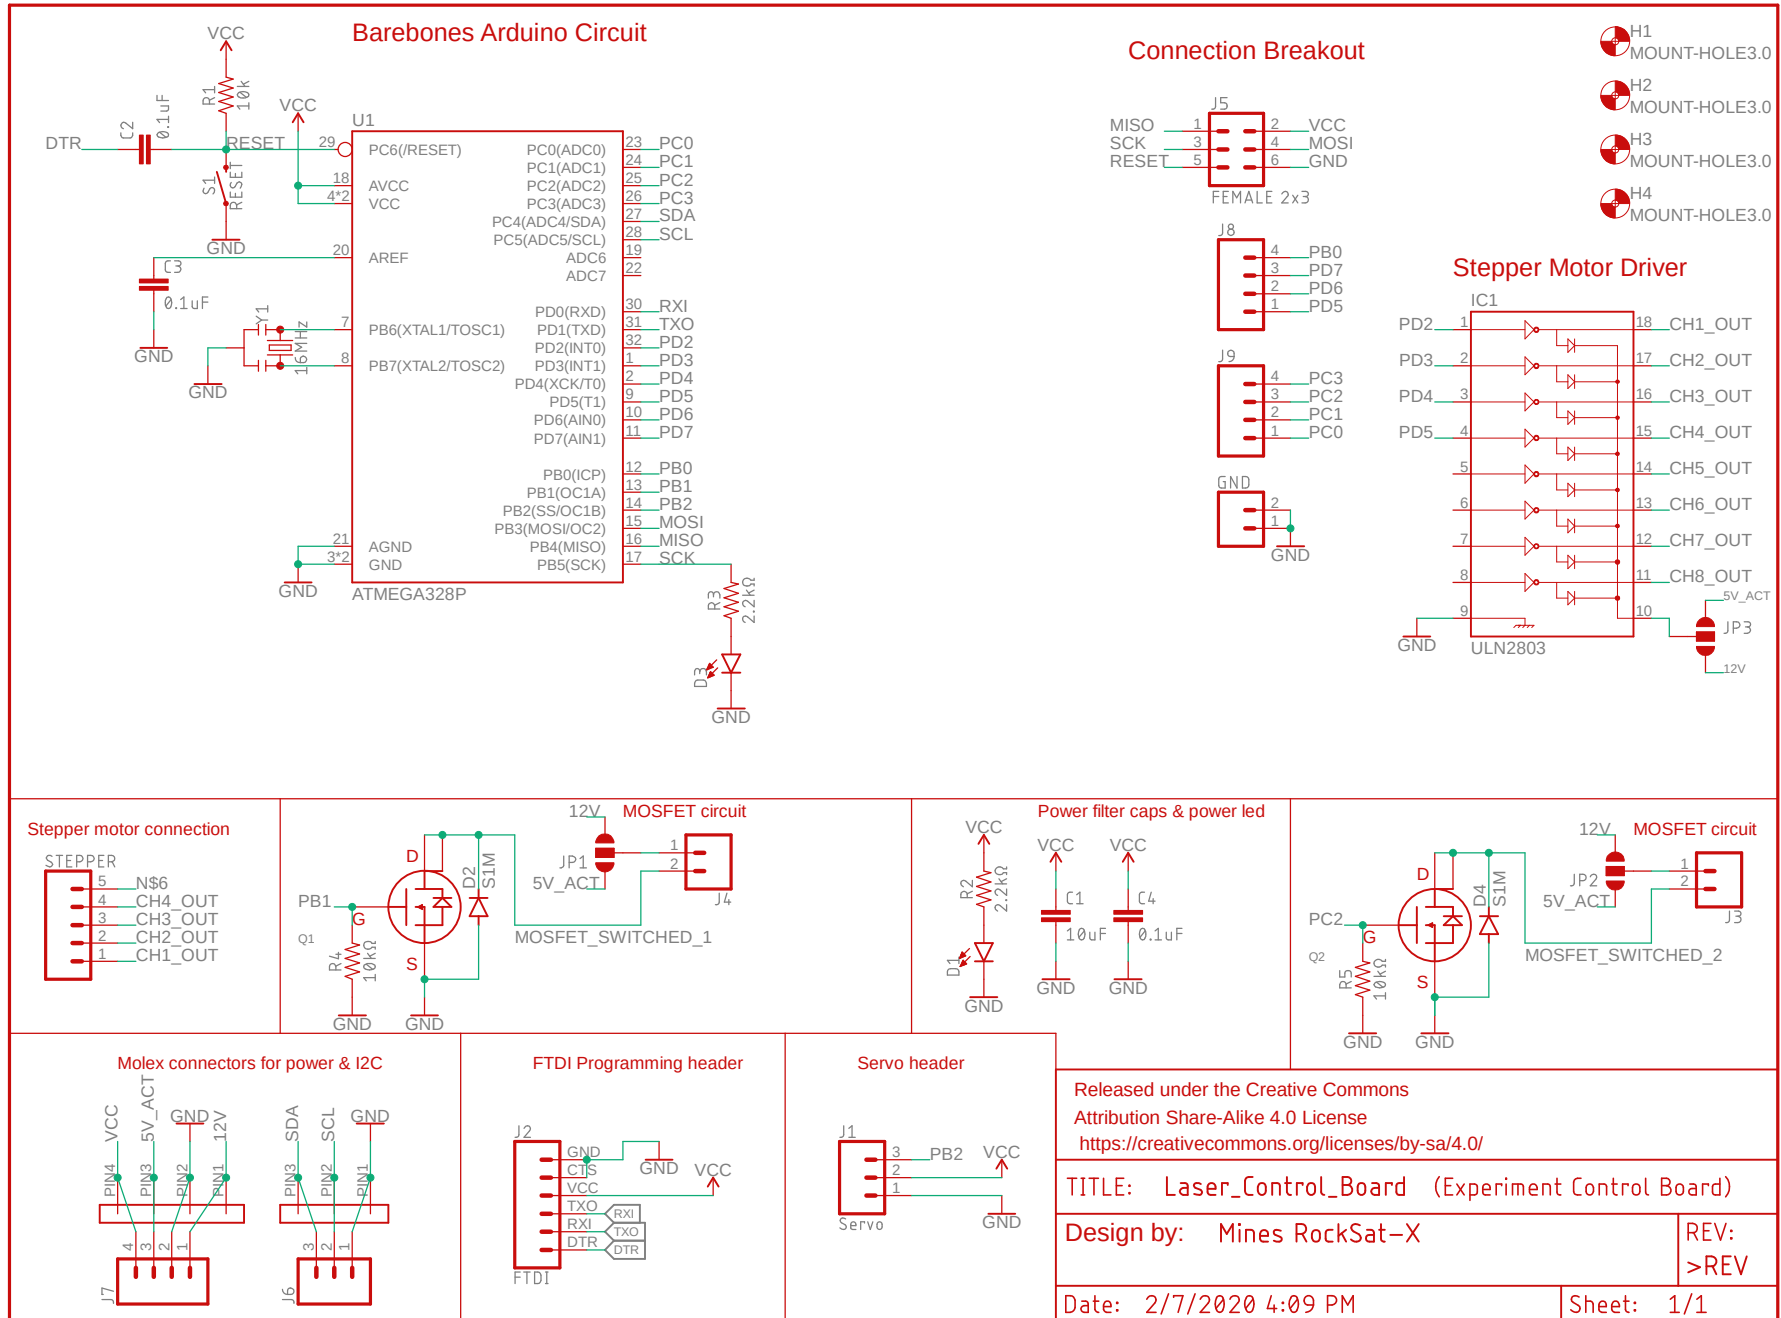 Barebones Arduino Circuit
VCC
R1
10k
C2
0.1uF
VCC
DTR
RESET
S1
RESET
GND
U1
29 PC6(/RESET)
18 AVCC
4*2 VCC
20 AREF
7 PB6(XTAL1/TOSC1)
8 PB7(XTAL2/TOSC2)
21 AGND
3*2 GND
C3
0.1uF
GND
Y1
16MHz
GND
GND
ATMEGA328P
PC0(ADC0) 23 PC0
PC1(ADC1) 24 PC1
PC2(ADC2) 25 PC2
PC3(ADC3) 26 PC3
PC4(ADC4/SDA) 27 SDA
PC5(ADC5/SCL) 28 SCL
ADC6 19
ADC7 22
PD0(RXD) 30 RXI
PD1(TXD) 31 TXO
PD2(INT0) 32 PD2
PD3(INT1) 1 PD3
PD4(XCK/T0) 2 PD4
PD5(T1) 9 PD5
PD6(AIN0) 10 PD6
PD7(AIN1) 11 PD7
PB0(ICP) 12 PB0
PB1(OC1A) 13 PB1
PB2(SS/OC1B) 14 PB2
PB3(MOSI/OC2) 15 MOSI
PB4(MISO) 16 MISO
PB5(SCK) 17 SCK
R3
2.2kΩ
D3
GND
Connection Breakout
J5
MISO 1 2 VCC
SCK 3 4 MOSI
RESET 5 6 GND
FEMALE 2x3
J8
4 PB0
3 PD7
2 PD6
1 PD5
J9
4 PC3
3 PC2
2 PC1
1 PC0
GND
2
1
GND
H1
MOUNT-HOLE3.0
H2
MOUNT-HOLE3.0
H3
MOUNT-HOLE3.0
H4
MOUNT-HOLE3.0
Stepper Motor Driver
IC1
PD2 1 18 CH1_OUT
PD3 2 17 CH2_OUT
PD4 3 16 CH3_OUT
PD5 4 15 CH4_OUT
5 14 CH5_OUT
6 13 CH6_OUT
7 12 CH7_OUT
8 11 CH8_OUT
9 10
GND
ULN2803
5V_ACT
JP3
12V
Stepper motor connection
STEPPER
5 N$6
4 CH4_OUT
3 CH3_OUT
2 CH2_OUT
1 CH1_OUT
MOSFET circuit
12V
JP1
5V_ACT
1
2
J4
D
D2
S1M
PB1
G
Q1
R4
10kΩ
S
GND
GND
MOSFET_SWITCHED_1
Power filter caps & power led
VCC
R2
2.2kΩ
D1
GND
VCC
C1
10uF
GND
VCC
C4
0.1uF
GND
MOSFET circuit
12V
JP2
5V_ACT
1
2
J3
D
D4
S1M
PC2
G
Q2
R5
10kΩ
S
GND
GND
MOSFET_SWITCHED_2
Molex connectors for power & I2C
VCC
5V_ACT
GND
12V
PIN4
PIN3
PIN2
PIN1
4
3
2
1
J7
SDA
SCL
GND
PIN3
PIN2
PIN1
3
2
1
J6
FTDI Programming header
J2
GND
CTS
VCC
TXO RXI
RXI TXO
DTR DTR
GND
VCC
FTDI
Servo header
J1
3 PB2
2
1
VCC
GND
Servo
Released under the Creative Commons
Attribution Share-Alike 4.0 License
https://creativecommons.org/licenses/by-sa/4.0/
TITLE: Laser_Control_Board (Experiment Control Board)
Design by: Mines RockSat-X
REV:
>REV
Date: 2/7/2020 4:09 PM
Sheet: 1/1